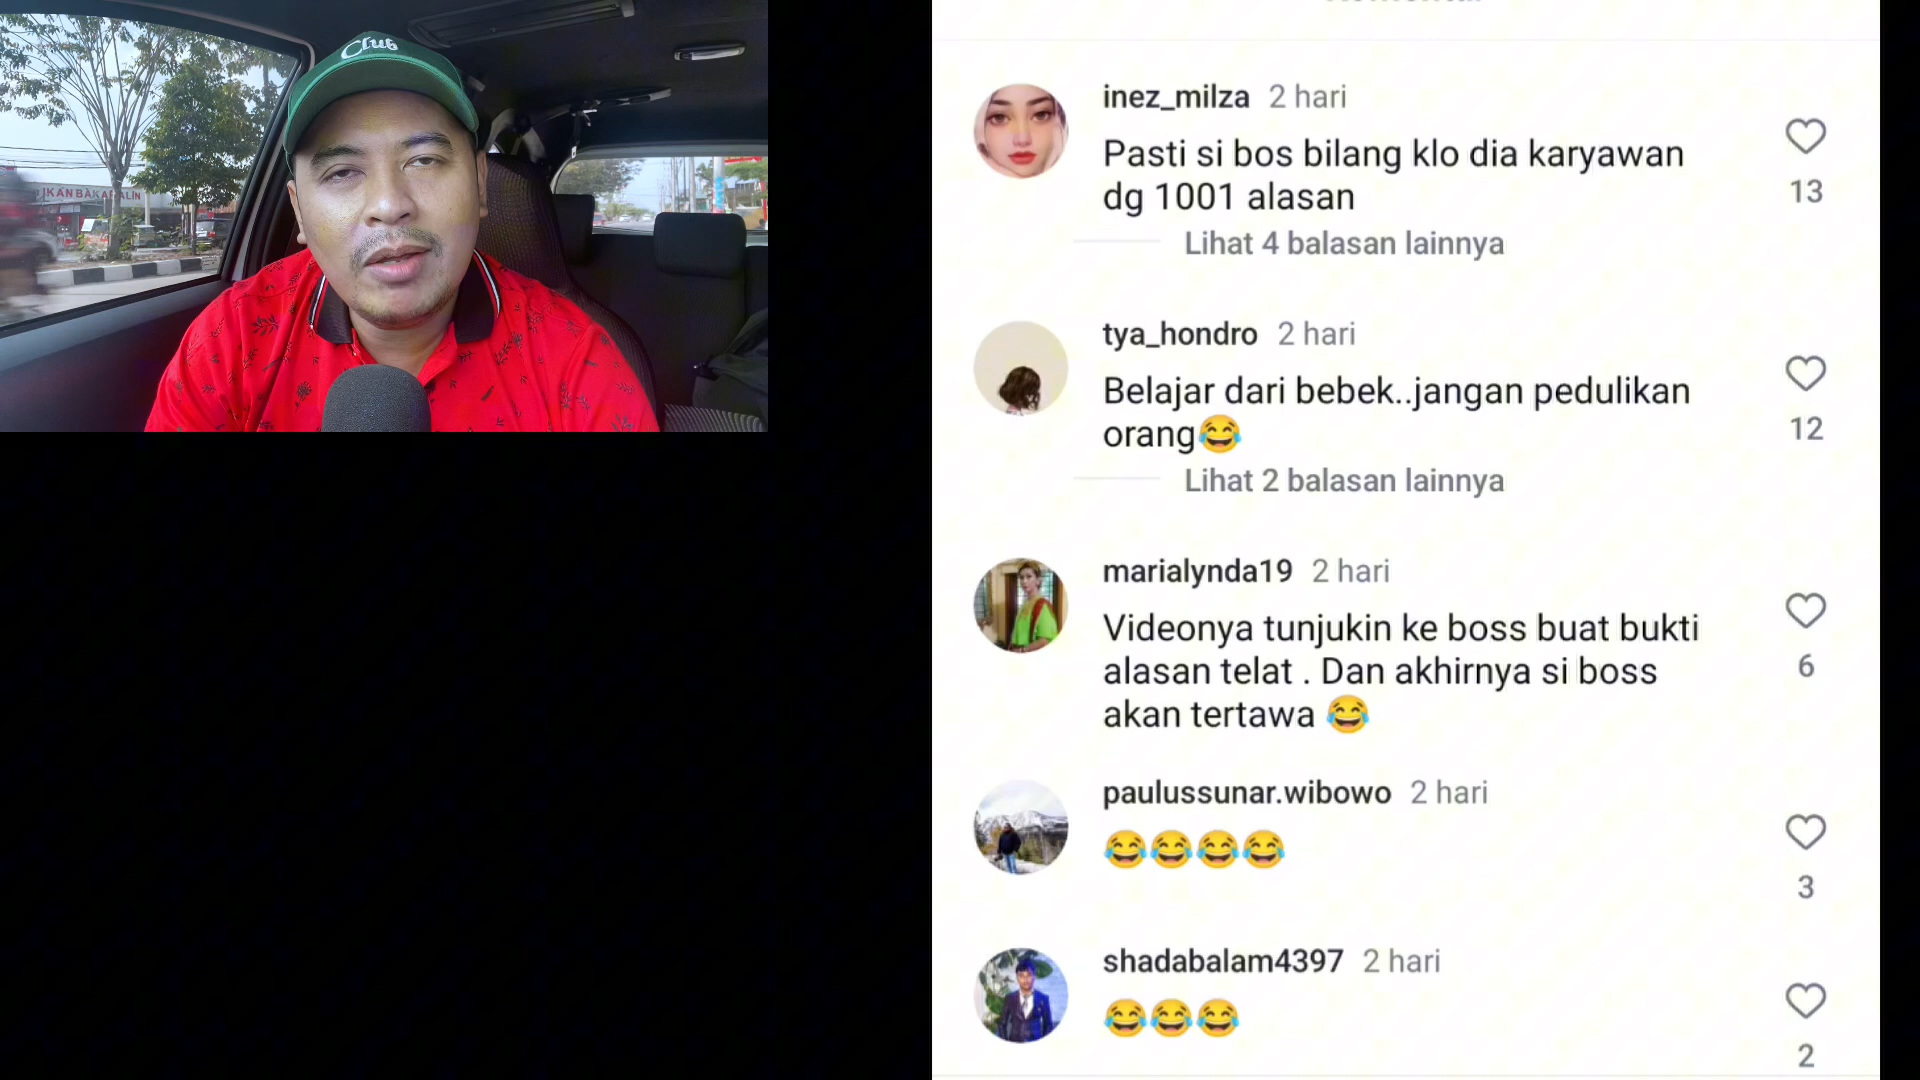 Club
IKAN BAKAR
inez_milza 2 hari
Pasti si bos bilang klo dia karyawan
dg 1001 alasan
13
Lihat 4 balasan lainnya
tya_hondro 2 hari
Belajar dari bebek..jangan pedulikan
orang😂
12
Lihat 2 balasan lainnya
marialynda19 2 hari
Videonya tunjukin ke boss buat bukti
alasan telat . Dan akhirnya si boss
akan tertawa 😂
6
paulussunar.wibowo 2 hari
😂😂😂😂
3
shadabalam4397 2 hari
😂😂😂
2